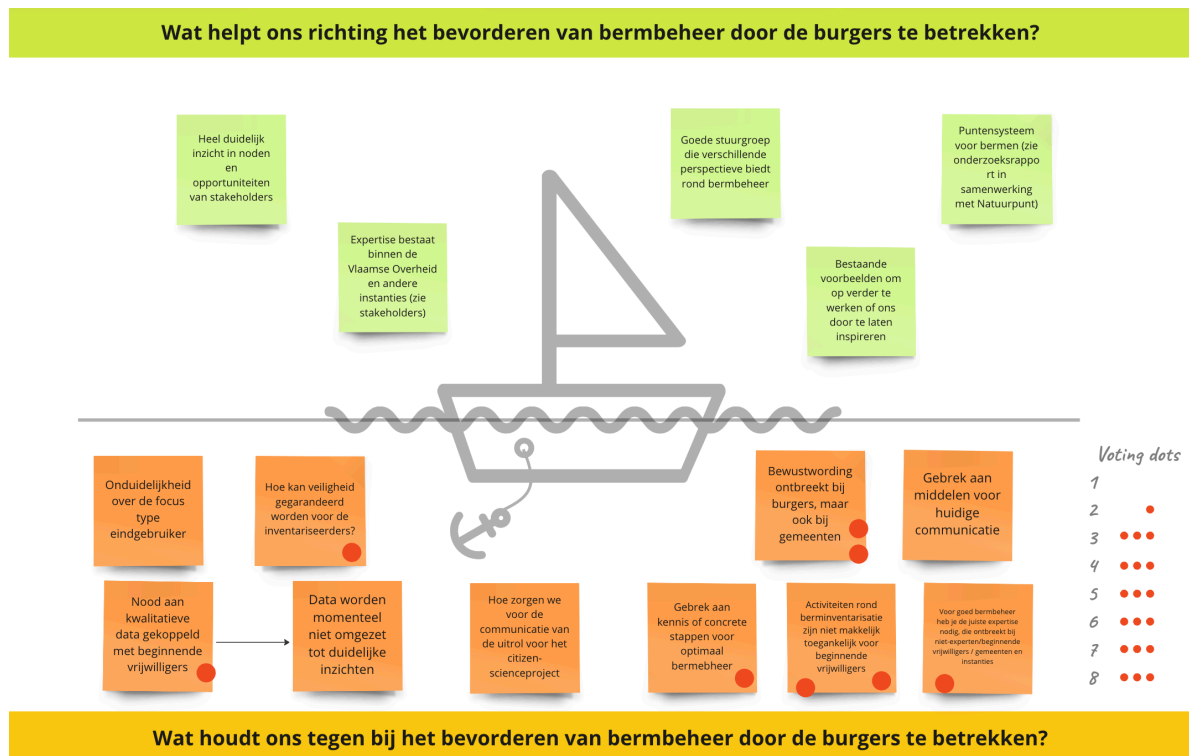 Wat helpt ons richting het bevorderen van bermbeheer door de burgers te betrekken?
Heel duidelijk
inzicht in noden
en
opportuniteiten
van stakeholders
Expertise bestaat
binnen de
Vlaamse Overheid
en andere
instanties (zie
stakeholders)
Goede stuurgroep
die verschillende
perspectieve biedt
rond bermbeheer
Bestaande
voorbeelden om
op verder te
werken of ons
door te laten
inspireren
Puntensysteem
voor bermen (zie
onderzoeksrappo
rt in
samenwerking
met Natuurpunt)
Onduidelijkheid
over de focus
type
eindgebruiker
Hoe kan veiligheid
gegarandeerd
worden voor de
inventariseerders?
Bewustwording
ontbreekt bij
burgers, maar
ook bij
gemeenten
Gebrek aan
middelen voor
huidige
communicatie
Nood aan
kwalitatieve
data gekoppeld
met beginnende
vrijwilligers
Data worden
momenteel
niet omgezet
tot duidelijke
inzichten
Hoe zorgen we
voor de
communicatie van
de uitrol voor het
citizen-
scienceproject
Gebrek aan
kennis of concrete
stappen voor
optimaal
bermebheer
Activiteiten rond
berminventarisatie
zijn niet makkelijk
toegankelijk voor
beginnende
vrijwilligers
Voor goed bermbeheer
heb je de juiste expertise
nodig, die ontbreekt bij
niet-experten/beginnende
vrijwilligers / gemeenten en
instanties
Voting dots
1
2
3
4
5
6
7
8
Wat houdt ons tegen bij het bevorderen van bermbeheer door de burgers te betrekken?